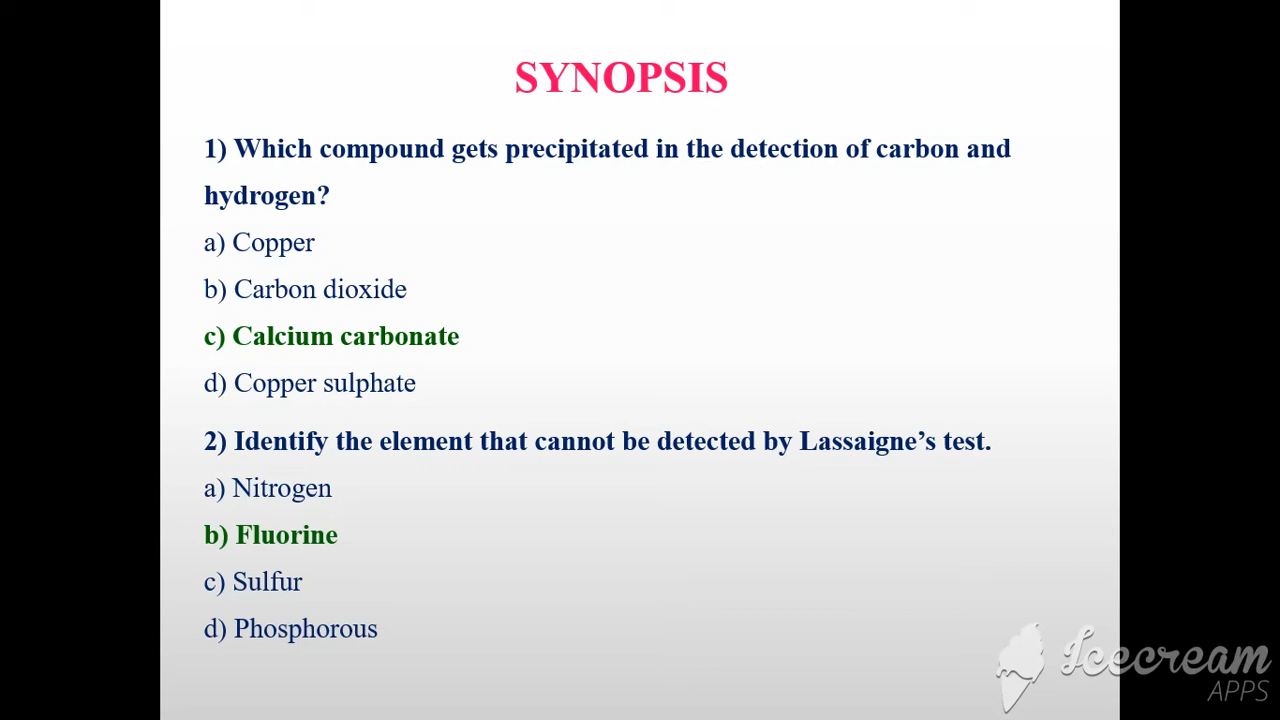 SYNOPSIS
1) Which compound gets precipitated in the detection of carbon and
hydrogen?
a) Copper
b) Carbon dioxide
c) Calcium carbonate
d) Copper sulphate
2) Identify the element that cannot be detected by Lassaigne’s test.
a) Nitrogen
b) Fluorine
c) Sulfur
d) Phosphorous
Icecream
APPS